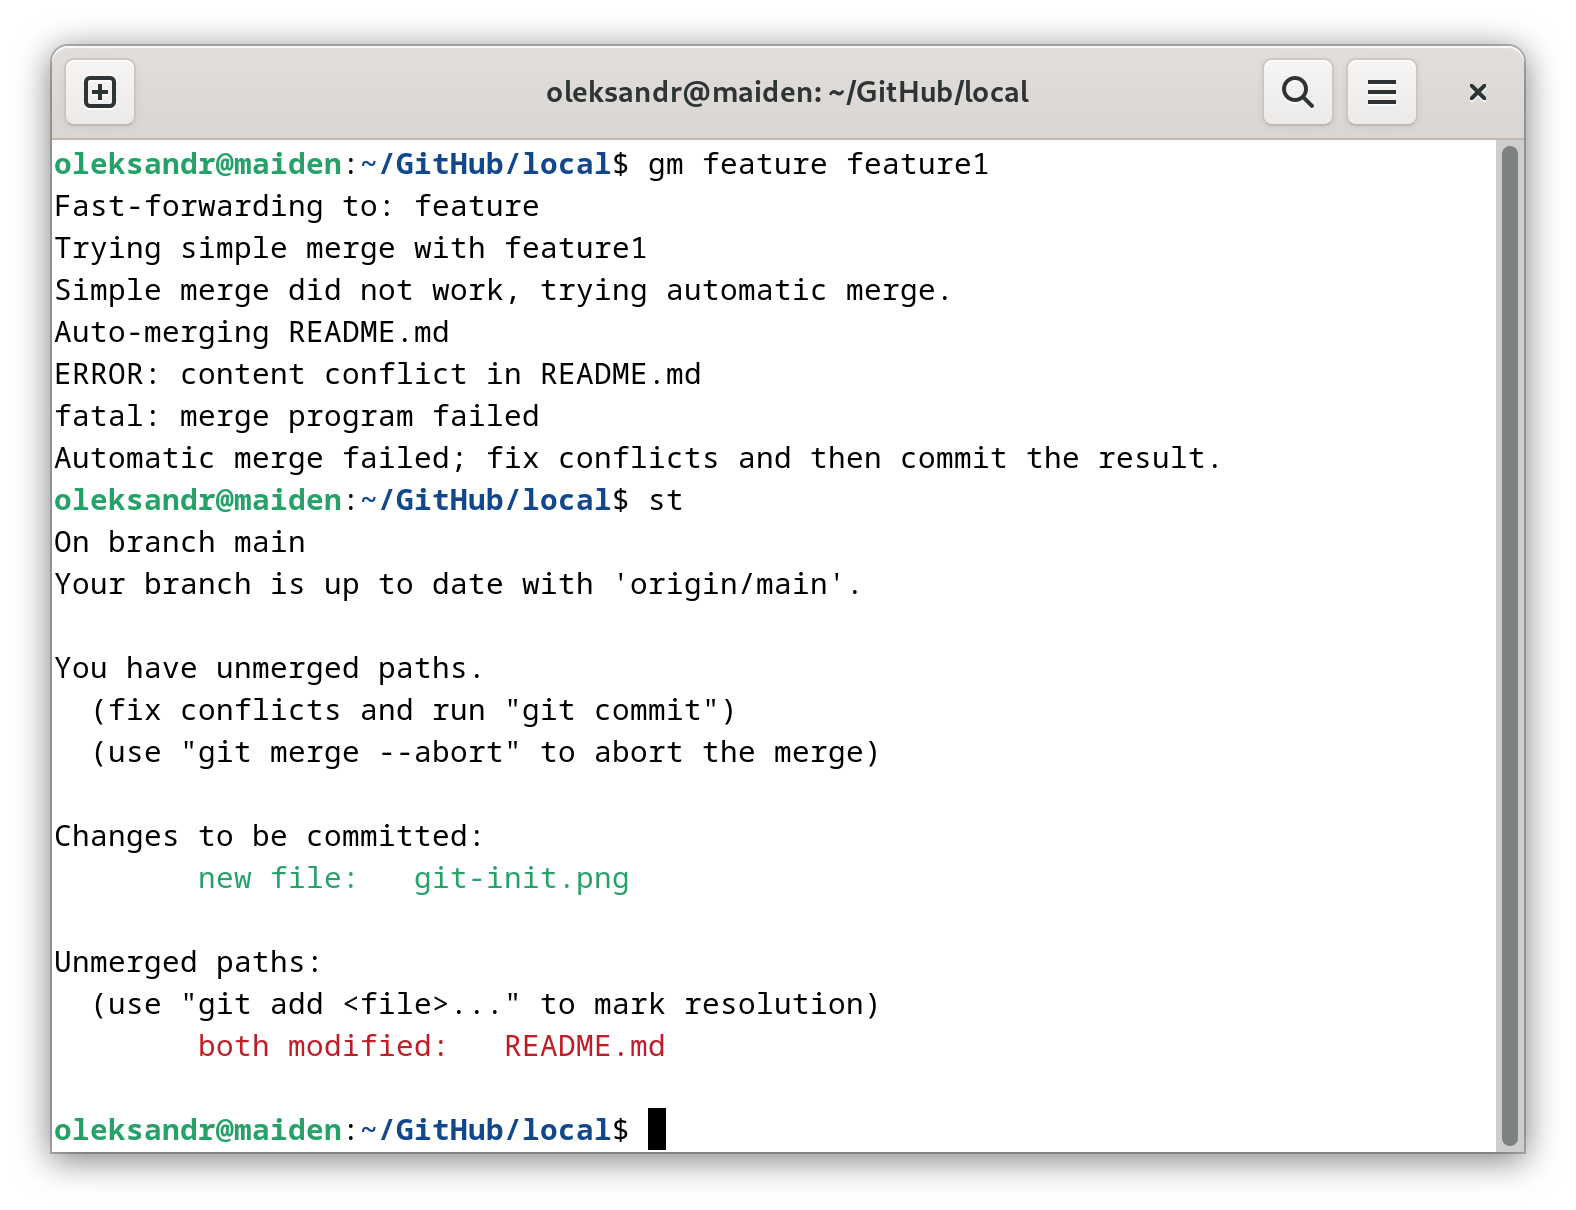 oleksandr@maiden: ~/GitHub/local
oleksandr@maiden:~/GitHub/local$ gm feature feature1
Fast-forwarding to: feature
Trying simple merge with feature1
Simple merge did not work, trying automatic merge.
Auto-merging README.md
ERROR: content conflict in README.md
fatal: merge program failed
Automatic merge failed; fix conflicts and then commit the result.
oleksandr@maiden:~/GitHub/local$ st
On branch main
Your branch is up to date with 'origin/main'.

You have unmerged paths.
  (fix conflicts and run "git commit")
  (use "git merge --abort" to abort the merge)

Changes to be committed:
        new file:   git-init.png

Unmerged paths:
  (use "git add <file>..." to mark resolution)
        both modified:   README.md

oleksandr@maiden:~/GitHub/local$